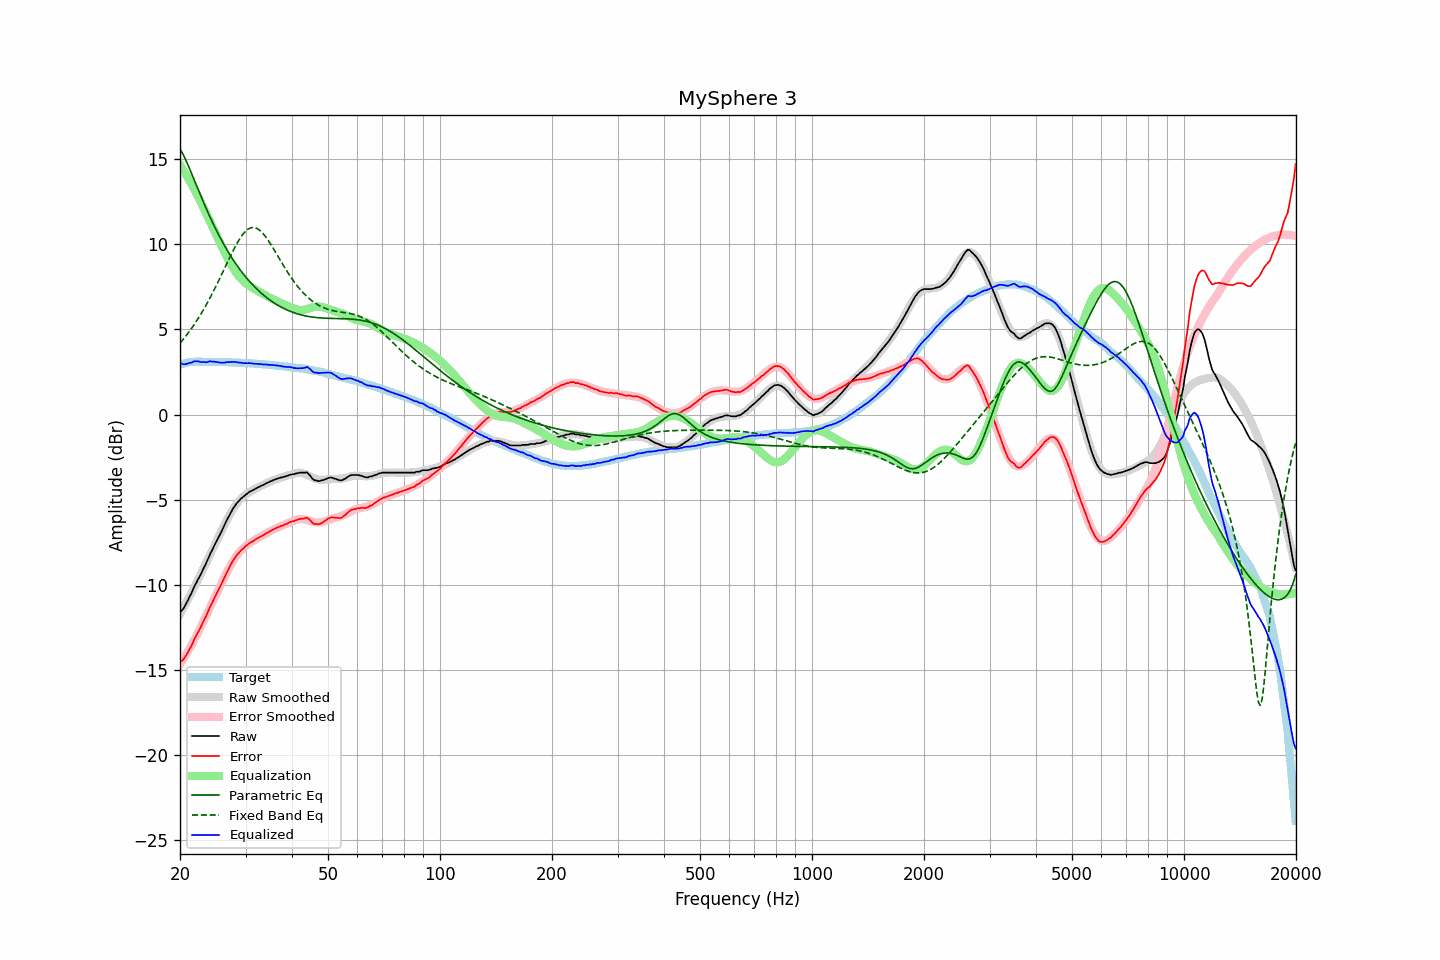 MySphere 3
Amplitude (dBr)
15
10
5
0
−5
−10
−15
−20
−25
Target
Raw Smoothed
Error Smoothed
Raw
Error
Equalization
Parametric Eq
Fixed Band Eq
Equalized
20
50
100
200
500
1000
2000
5000
10000
20000
Frequency (Hz)